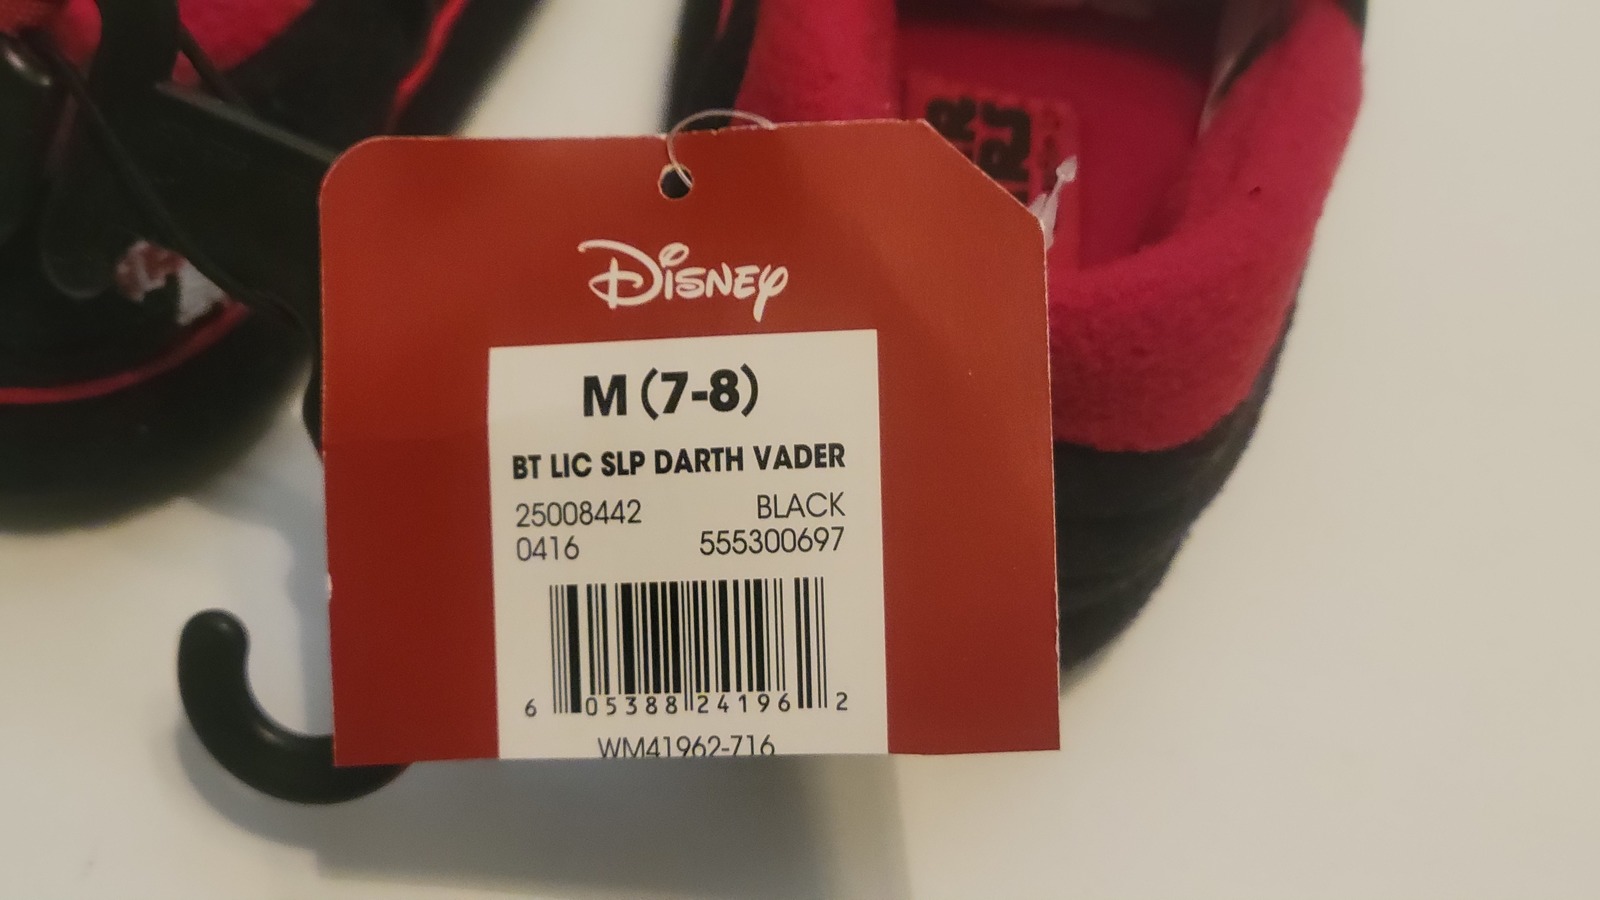 Disney
M (7-8)
BT LIC SLP DARTH VADER
25008442 BLACK
0416 555300697
6 05388 24196 2
WM41962-716